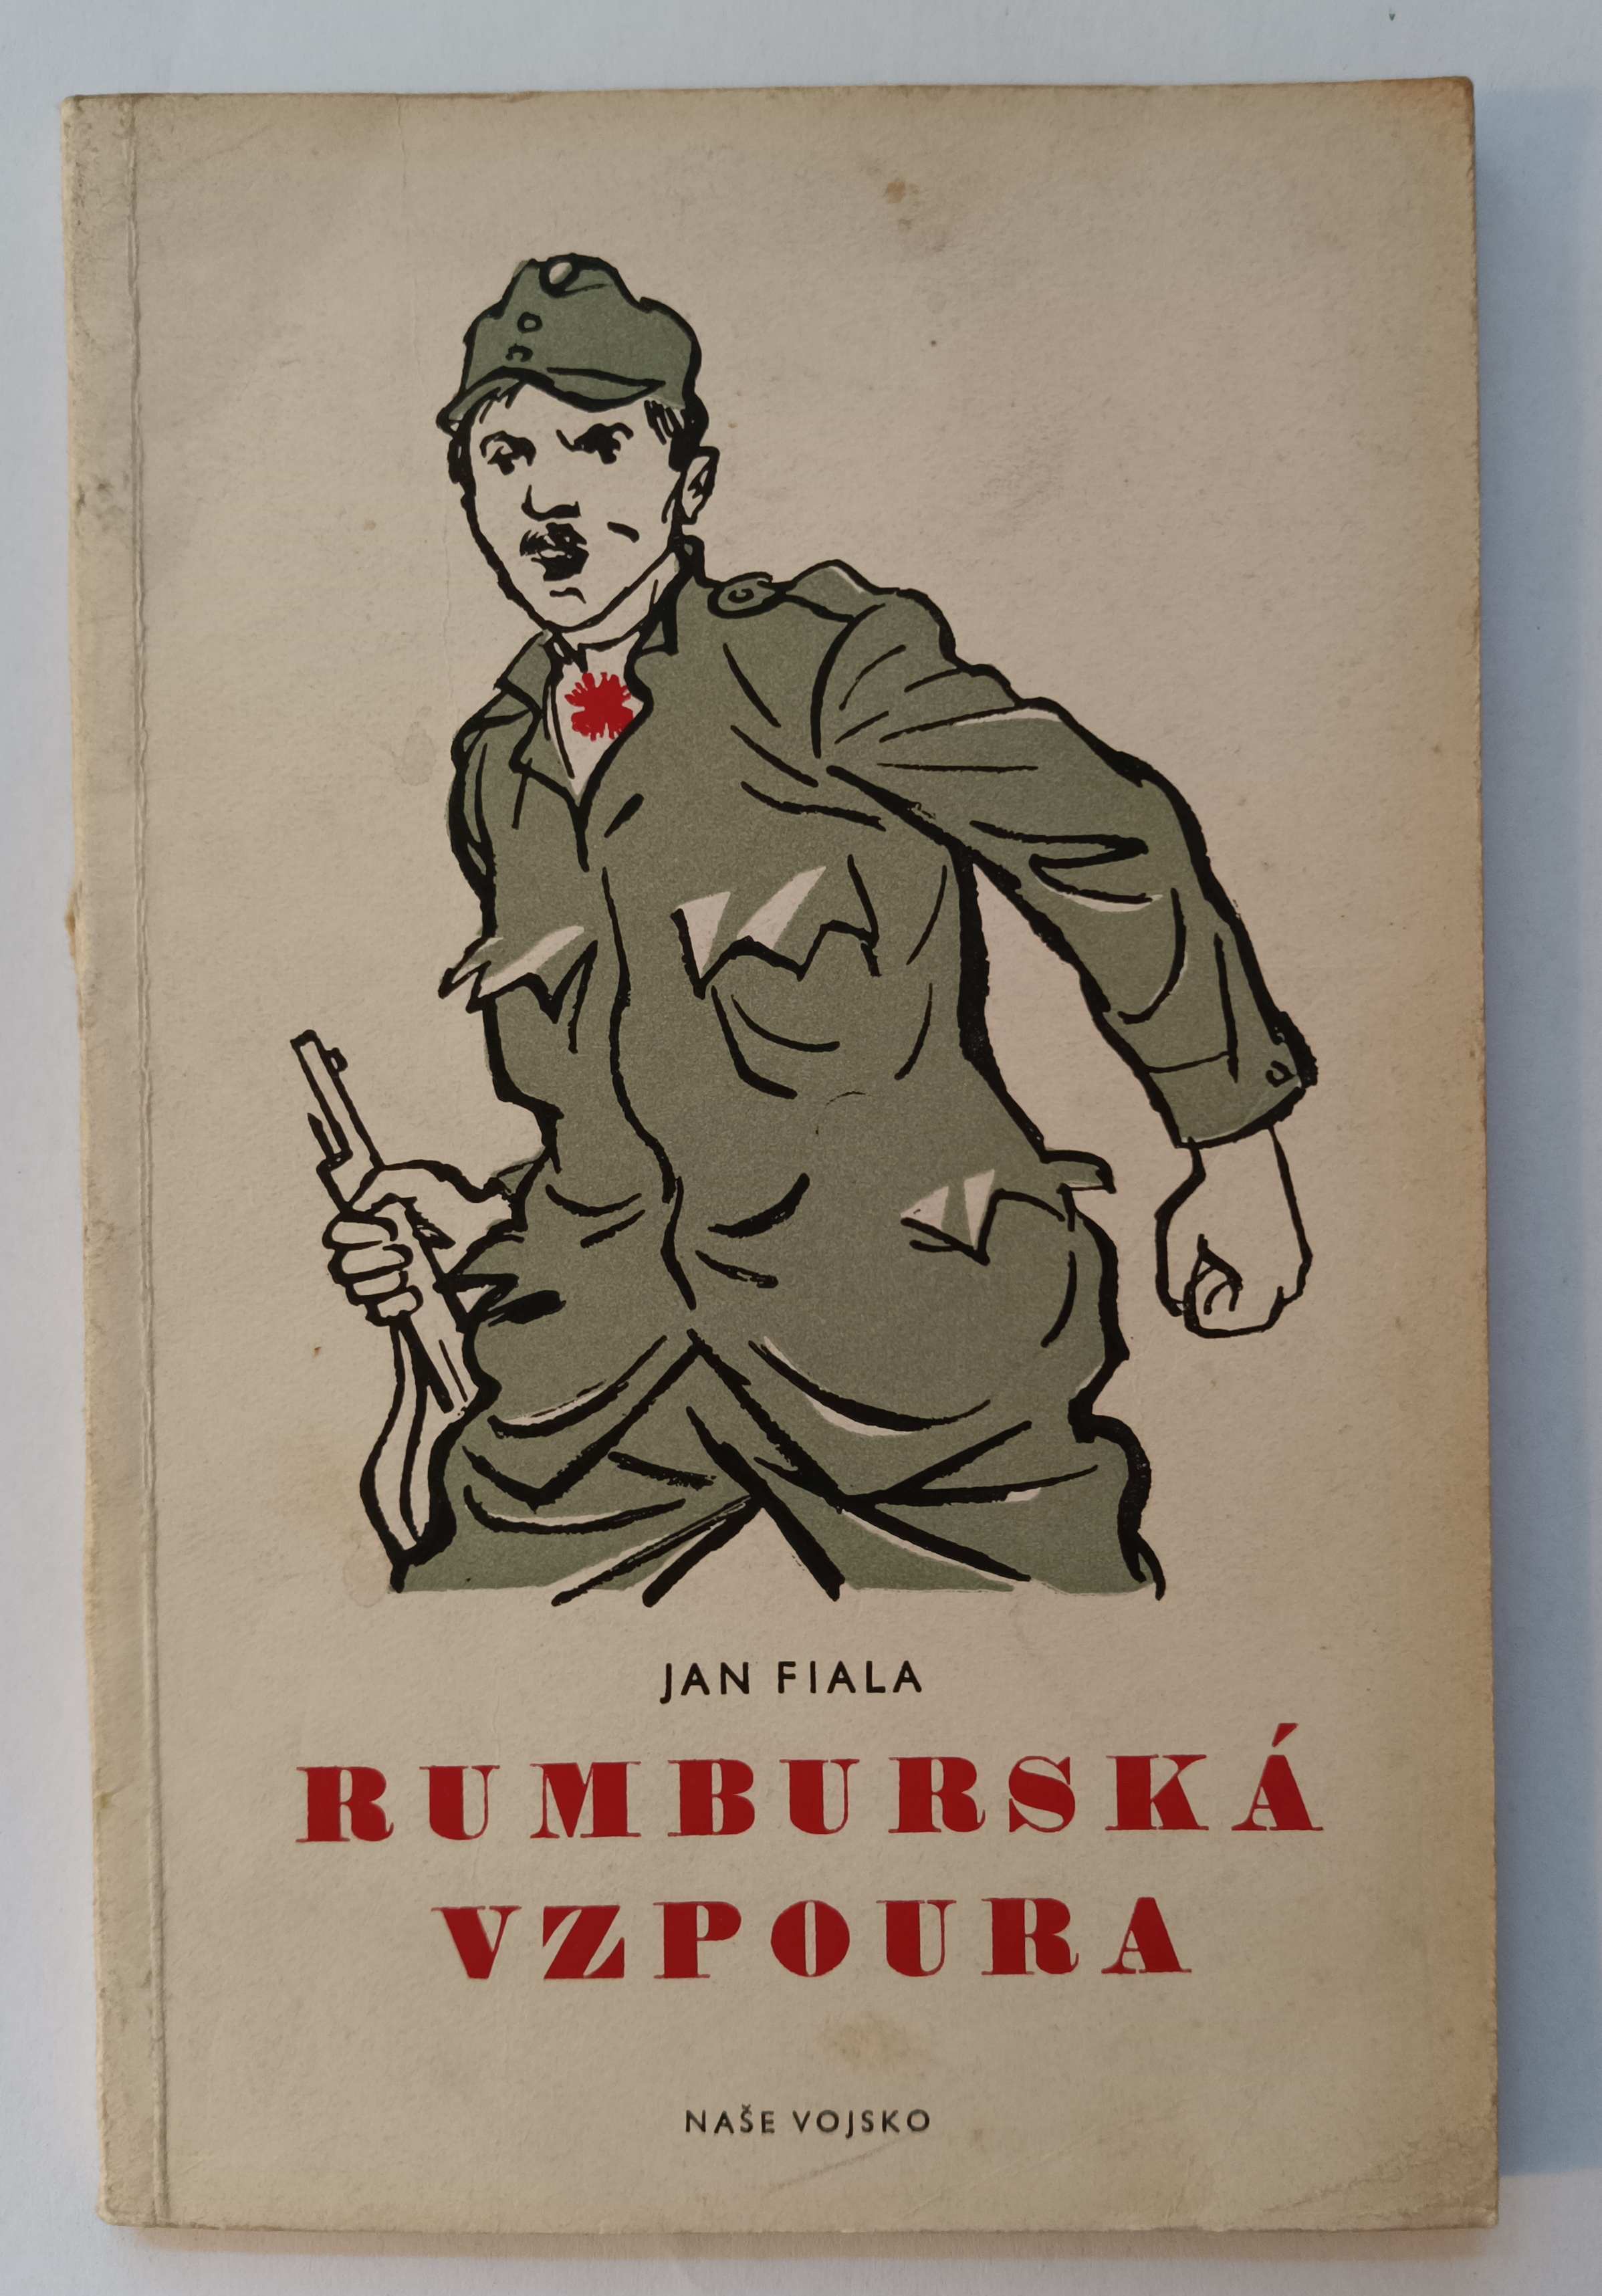 JAN FIALA
RUMBURSKÁ
VZPOURA
NAŠE VOJSKO